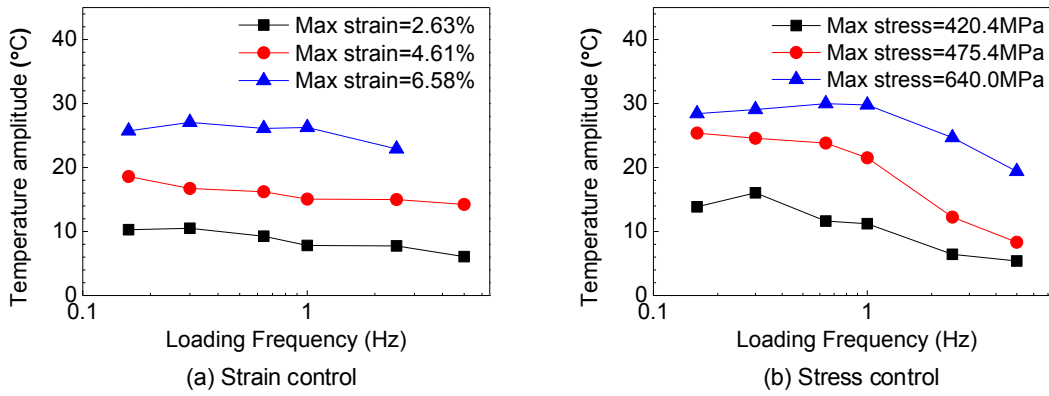 Max strain=2.63%
Max strain=4.61%
Max strain=6.58%
40
30
20
10
0
0.1
1
Temperature amplitude (°C)
Loading Frequency (Hz)
(a) Strain control
Max stress=420.4MPa
Max stress=475.4MPa
Max stress=640.0MPa
40
30
20
10
0
0.1
1
Temperature amplitude (°C)
Loading Frequency (Hz)
(b) Stress control